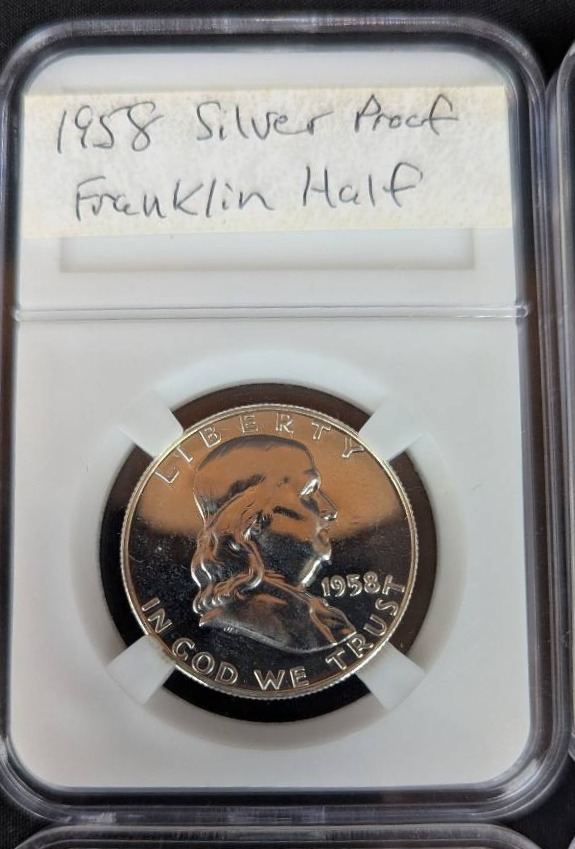 1958 Silver Proof
Franklin Half
LIBERTY
1958
IN GOD WE TRUST